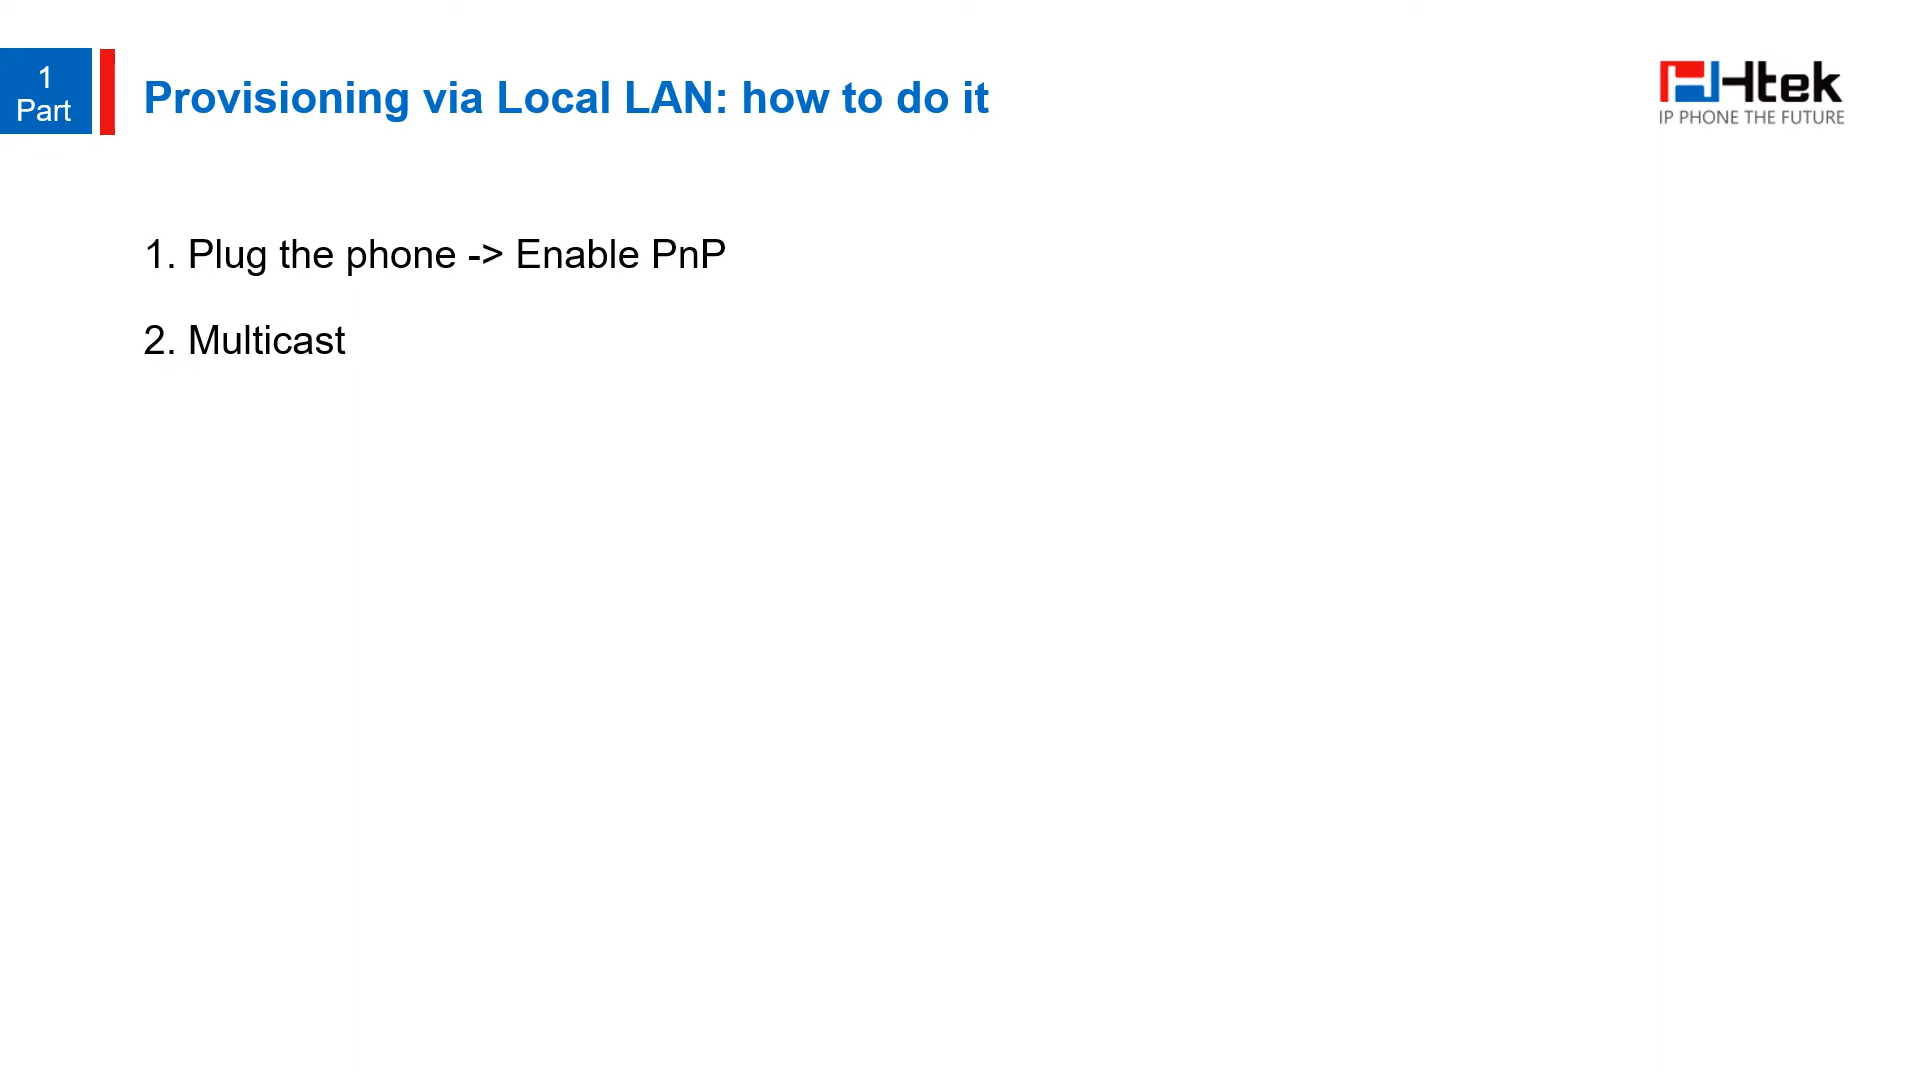 1
Part
Provisioning via Local LAN: how to do it
Htek
IP PHONE THE FUTURE
1. Plug the phone -> Enable PnP
2. Multicast